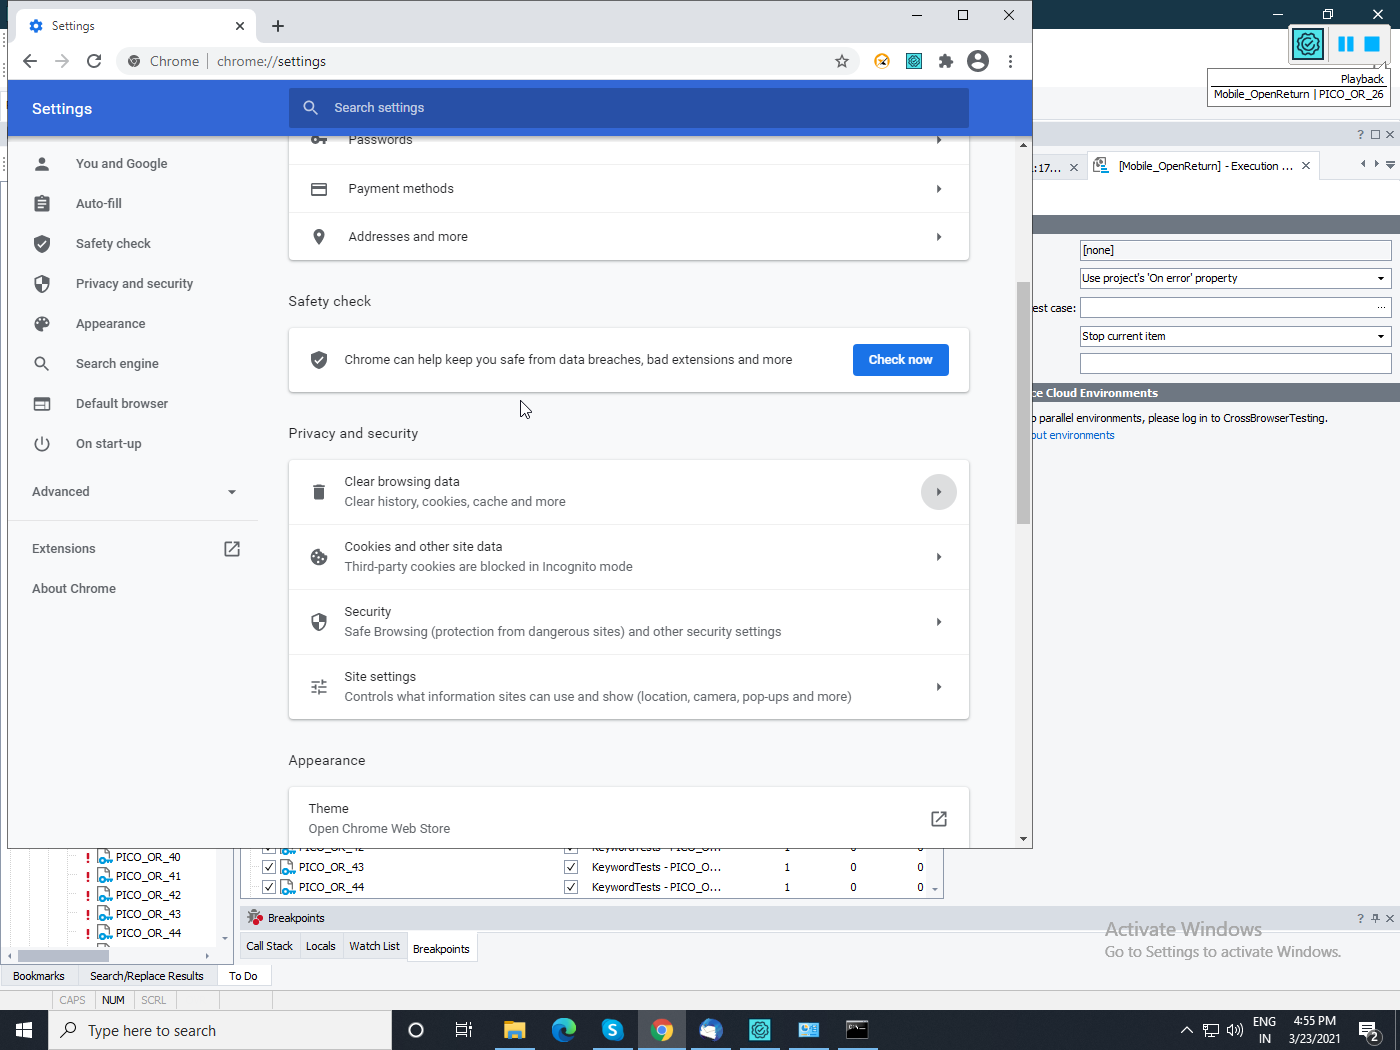 Settings
Chrome
chrome://settings
Playback
Mobile_OpenReturn | PICO_OR_26
Settings
Search settings
You and Google
Auto-fill
Safety check
Privacy and security
Appearance
Search engine
Default browser
On start-up
Advanced
Extensions
About Chrome
Passwords
Payment methods
Addresses and more
Safety check
Chrome can help keep you safe from data breaches, bad extensions and more
Check now
Privacy and security
Clear browsing data
Clear history, cookies, cache and more
Cookies and other site data
Third-party cookies are blocked in Incognito mode
Security
Safe Browsing (protection from dangerous sites) and other security settings
Site settings
Controls what information sites can use and show (location, camera, pop-ups and more)
Appearance
Theme
Open Chrome Web Store
:17...
[Mobile_OpenReturn] - Execution ...
[none]
Use project's 'On error' property
est case:
Stop current item
ce Cloud Environments
parallel environments, please log in to CrossBrowserTesting.
out environments
PICO_OR_40
PICO_OR_41
PICO_OR_42
PICO_OR_43
PICO_OR_44
PICO_OR_42 KeywordTests - PICO_O... 1 0 0
PICO_OR_43 KeywordTests - PICO_O... 1 0 0
PICO_OR_44 KeywordTests - PICO_O... 1 0 0
Breakpoints
Call Stack Locals Watch List Breakpoints
Activate Windows
Go to Settings to activate Windows.
Bookmarks Search/Replace Results To Do
CAPS NUM SCRL
Type here to search
ENG
IN
4:55 PM
3/23/2021
2